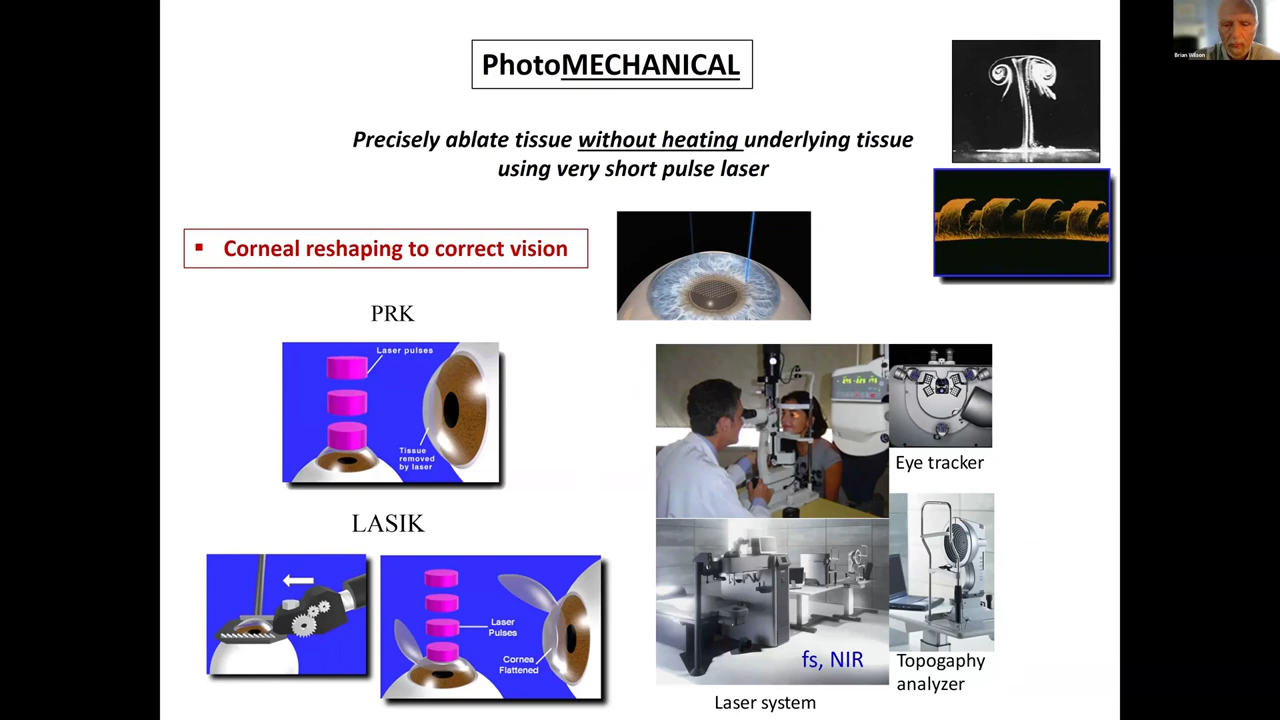 PhotoMECHANICAL
Brian Wilson
Precisely ablate tissue without heating underlying tissue
using very short pulse laser
▪ Corneal reshaping to correct vision
PRK
Laser pulses
Tissue
removed
by laser
LASIK
Laser
Pulses
Cornea
Flattened
Eye tracker
fs, NIR
Laser system
Topogaphy
analyzer